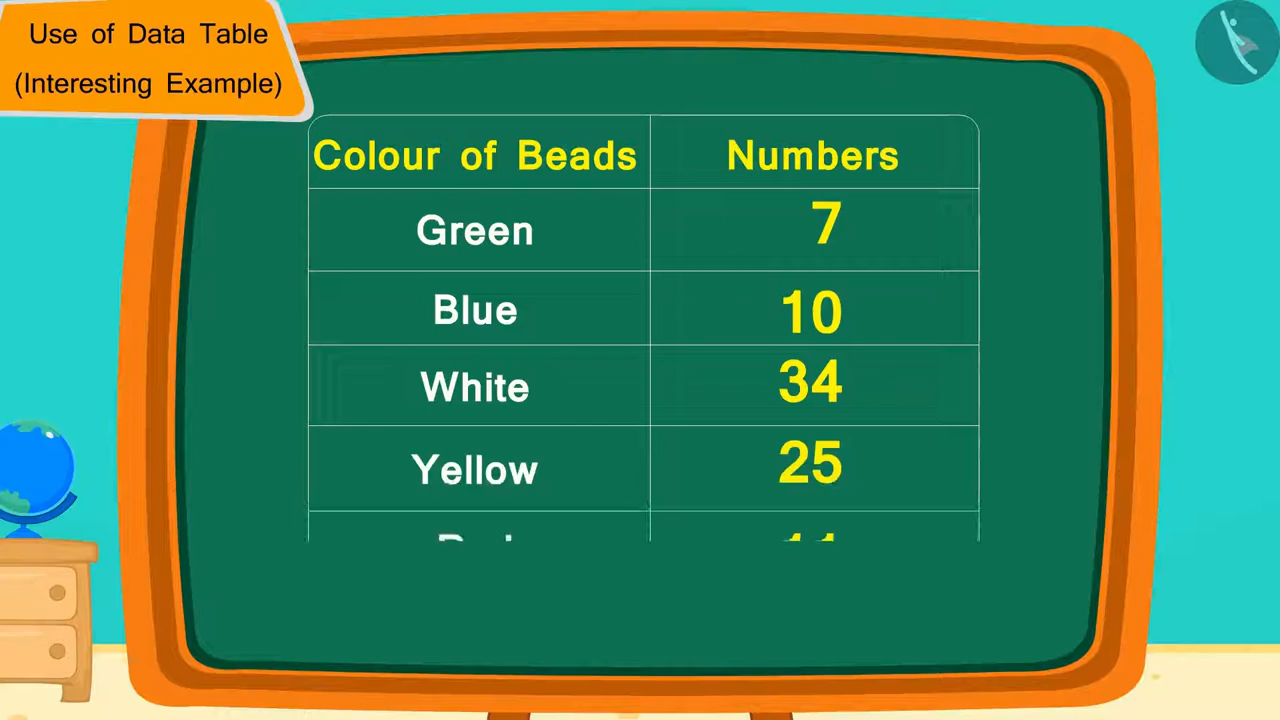 Use of Data Table
(Interesting Example)
Colour of Beads Numbers
Green 7
Blue 10
White 34
Yellow 25